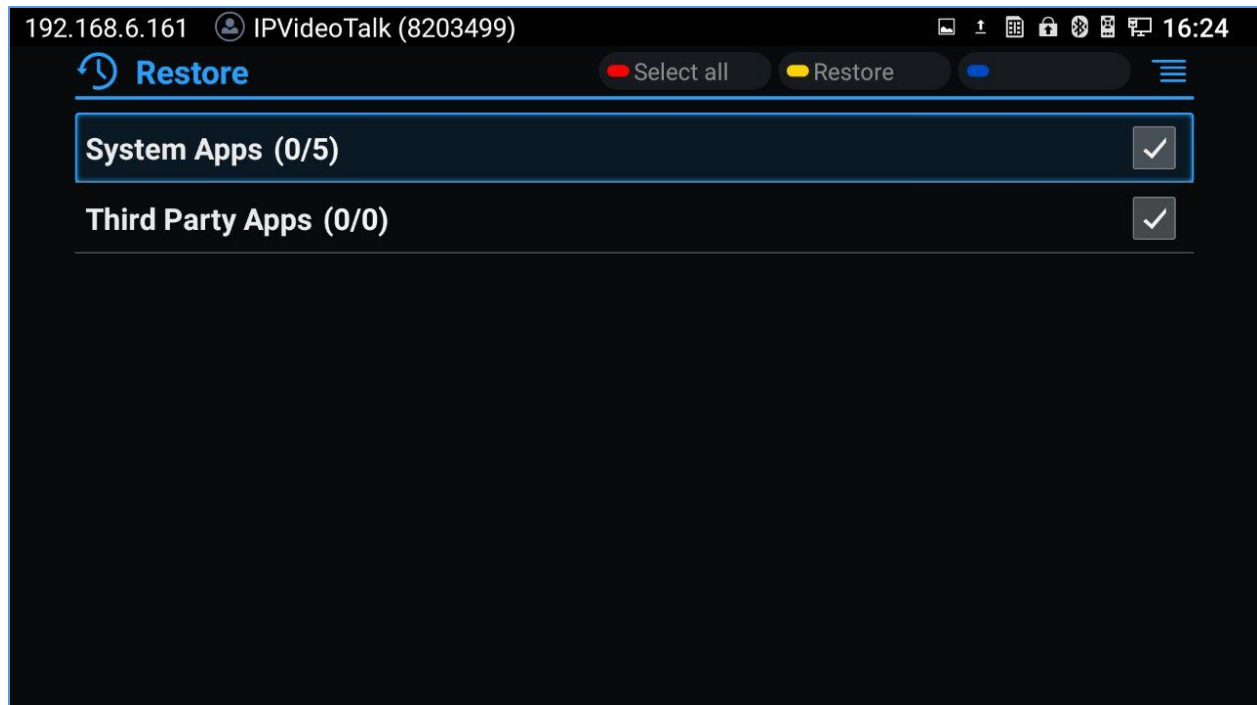 192.168.6.161 IPVideoTalk (8203499) 16:24
Restore Select all Restore
System Apps (0/5)
Third Party Apps (0/0)